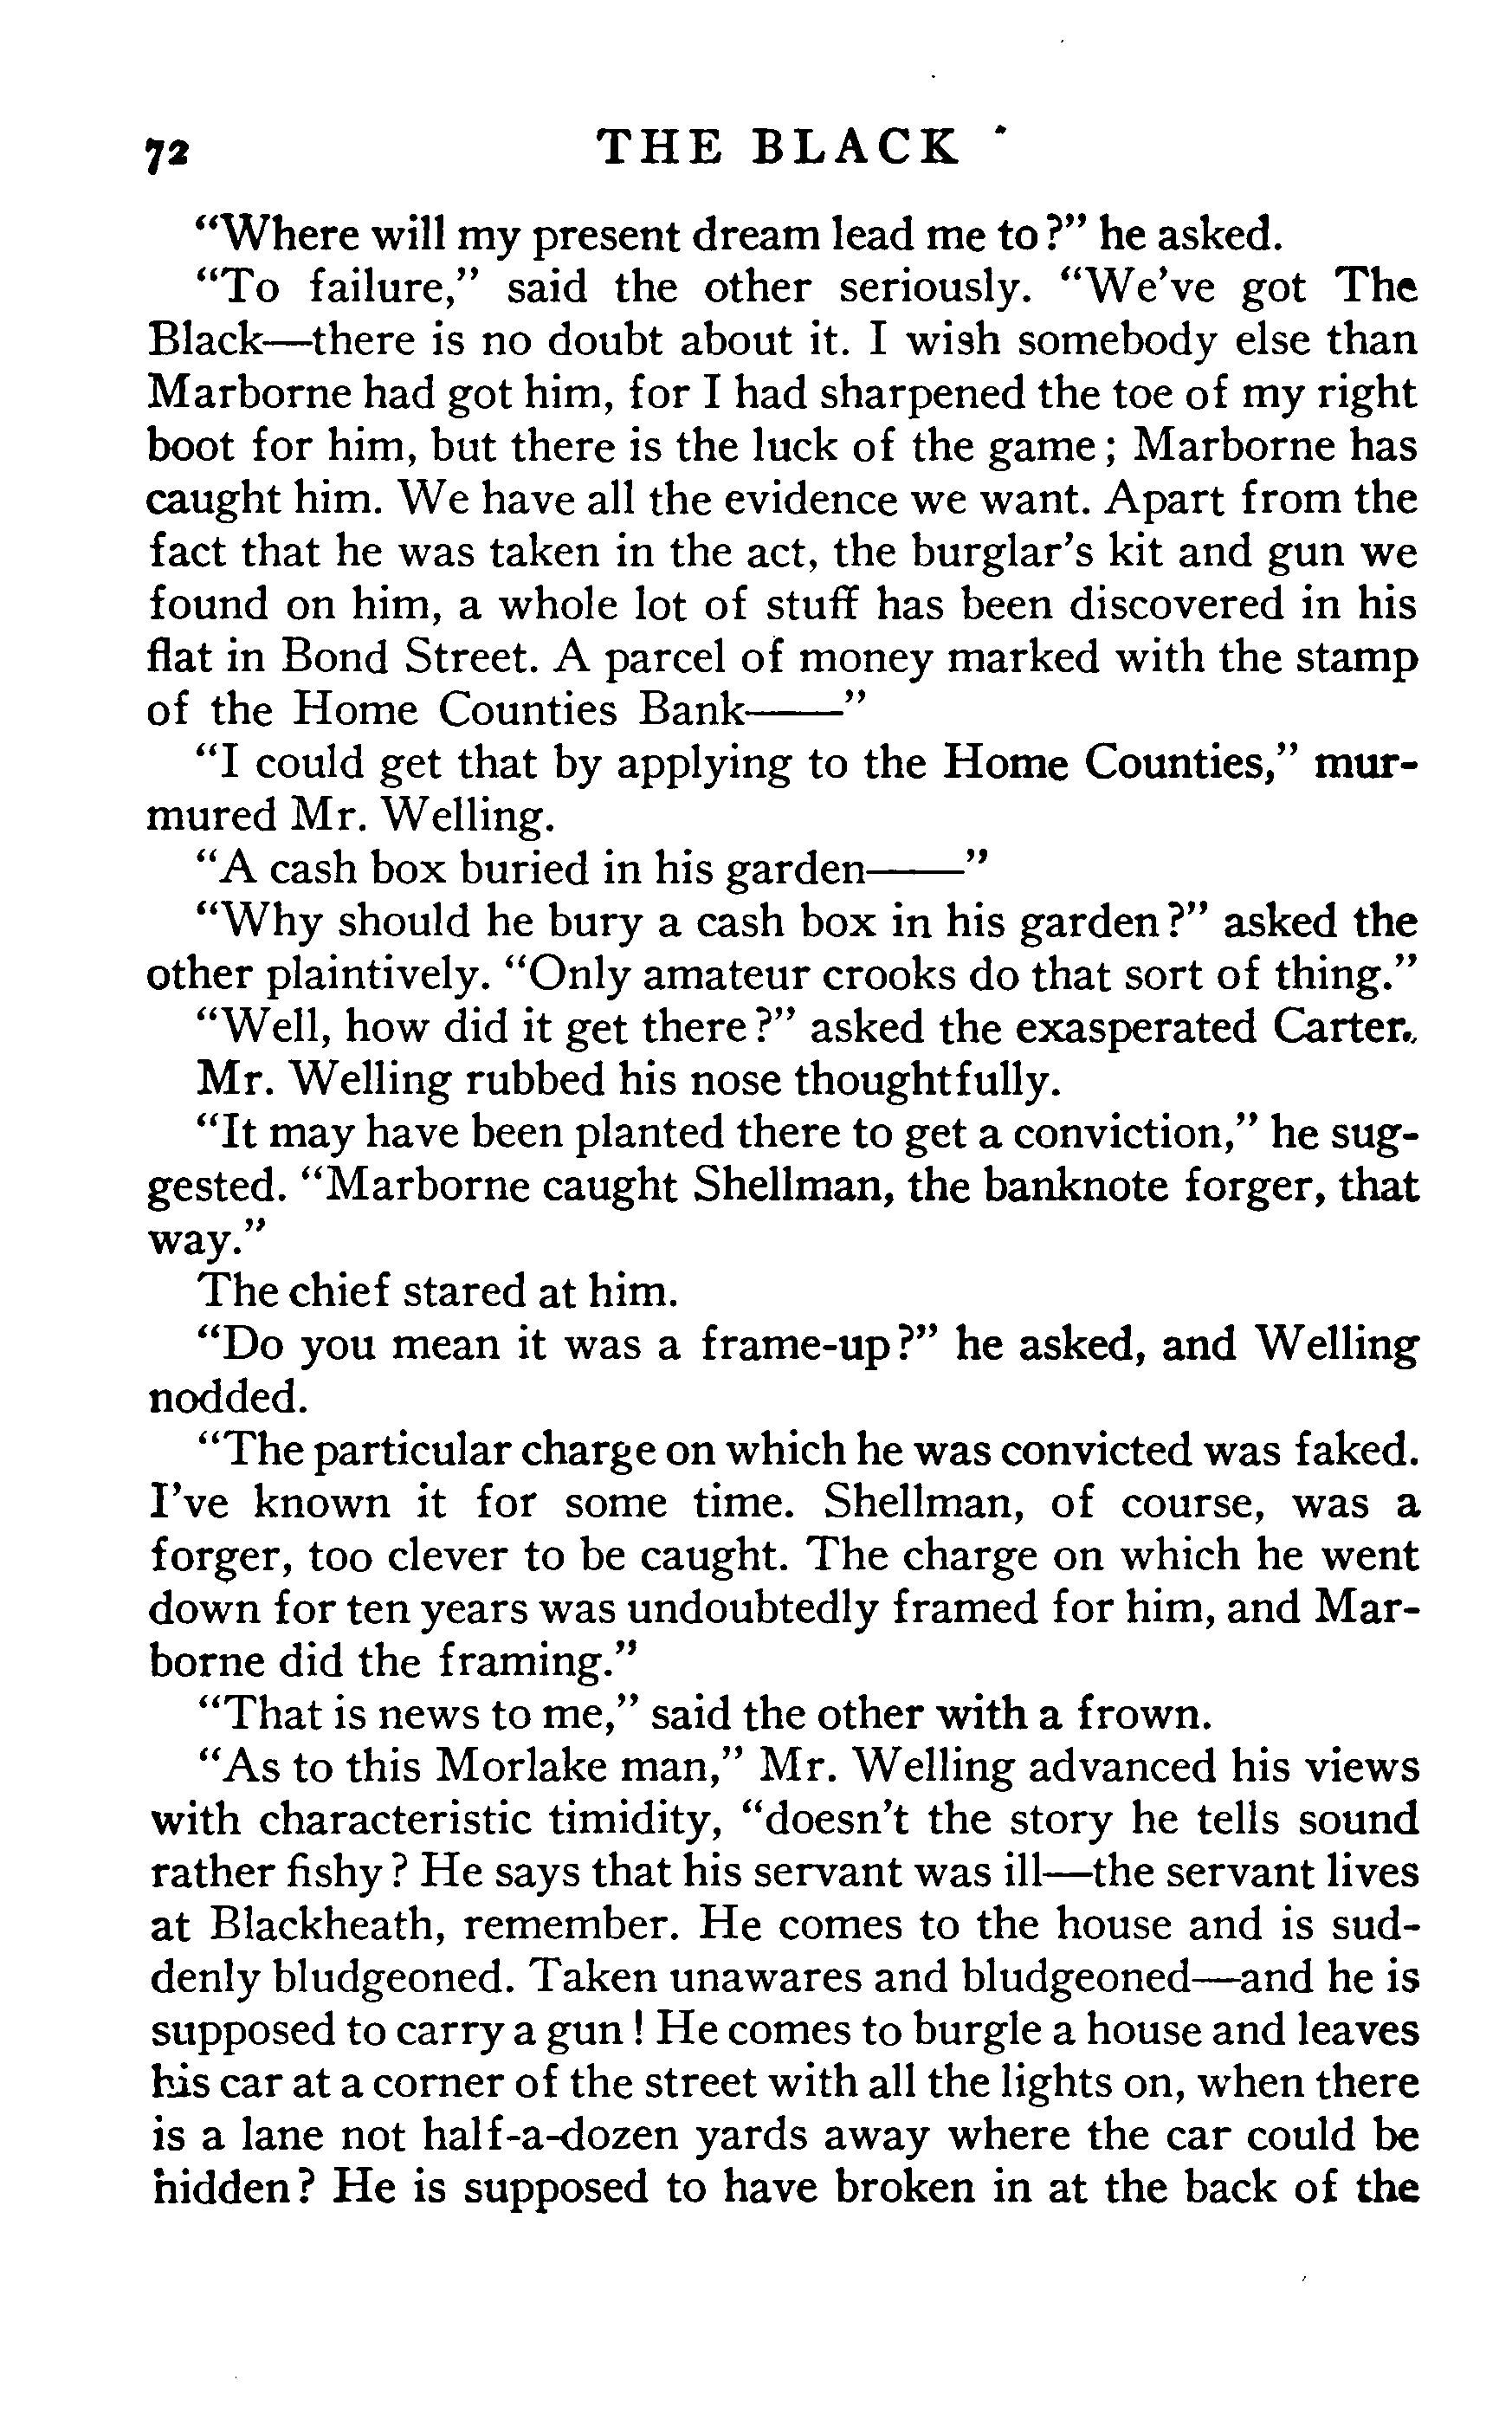 72 THE BLACK
“Where will my present dream lead me to?” he asked.
“To failure,” said the other seriously. “We’ve got The
Black—there is no doubt about it. I wish somebody else than
Marborne had got him, for I had sharpened the toe of my right
boot for him, but there is the luck of the game; Marborne has
caught him. We have all the evidence we want. Apart from the
fact that he was taken in the act, the burglar’s kit and gun we
found on him, a whole lot of stuff has been discovered in his
flat in Bond Street. A parcel of money marked with the stamp
of the Home Counties Bank——”
“I could get that by applying to the Home Counties,” mur-
mured Mr. Welling.
“A cash box buried in his garden——”
“Why should he bury a cash box in his garden?” asked the
other plaintively. “Only amateur crooks do that sort of thing.”
“Well, how did it get there?” asked the exasperated Carter.
Mr. Welling rubbed his nose thoughtfully.
“It may have been planted there to get a conviction,” he sug-
gested. “Marborne caught Shellman, the banknote forger, that
way.”
The chief stared at him.
“Do you mean it was a frame-up?” he asked, and Welling
nodded.
“The particular charge on which he was convicted was faked.
I’ve known it for some time. Shellman, of course, was a
forger, too clever to be caught. The charge on which he went
down for ten years was undoubtedly framed for him, and Mar-
borne did the framing.”
“That is news to me,” said the other with a frown.
“As to this Morlake man,” Mr. Welling advanced his views
with characteristic timidity, “doesn’t the story he tells sound
rather fishy? He says that his servant was ill—the servant lives
at Blackheath, remember. He comes to the house and is sud-
denly bludgeoned. Taken unawares and bludgeoned—and he is
supposed to carry a gun! He comes to burgle a house and leaves
his car at a corner of the street with all the lights on, when there
is a lane not half-a-dozen yards away where the car could be
hidden? He is supposed to have broken in at the back of the